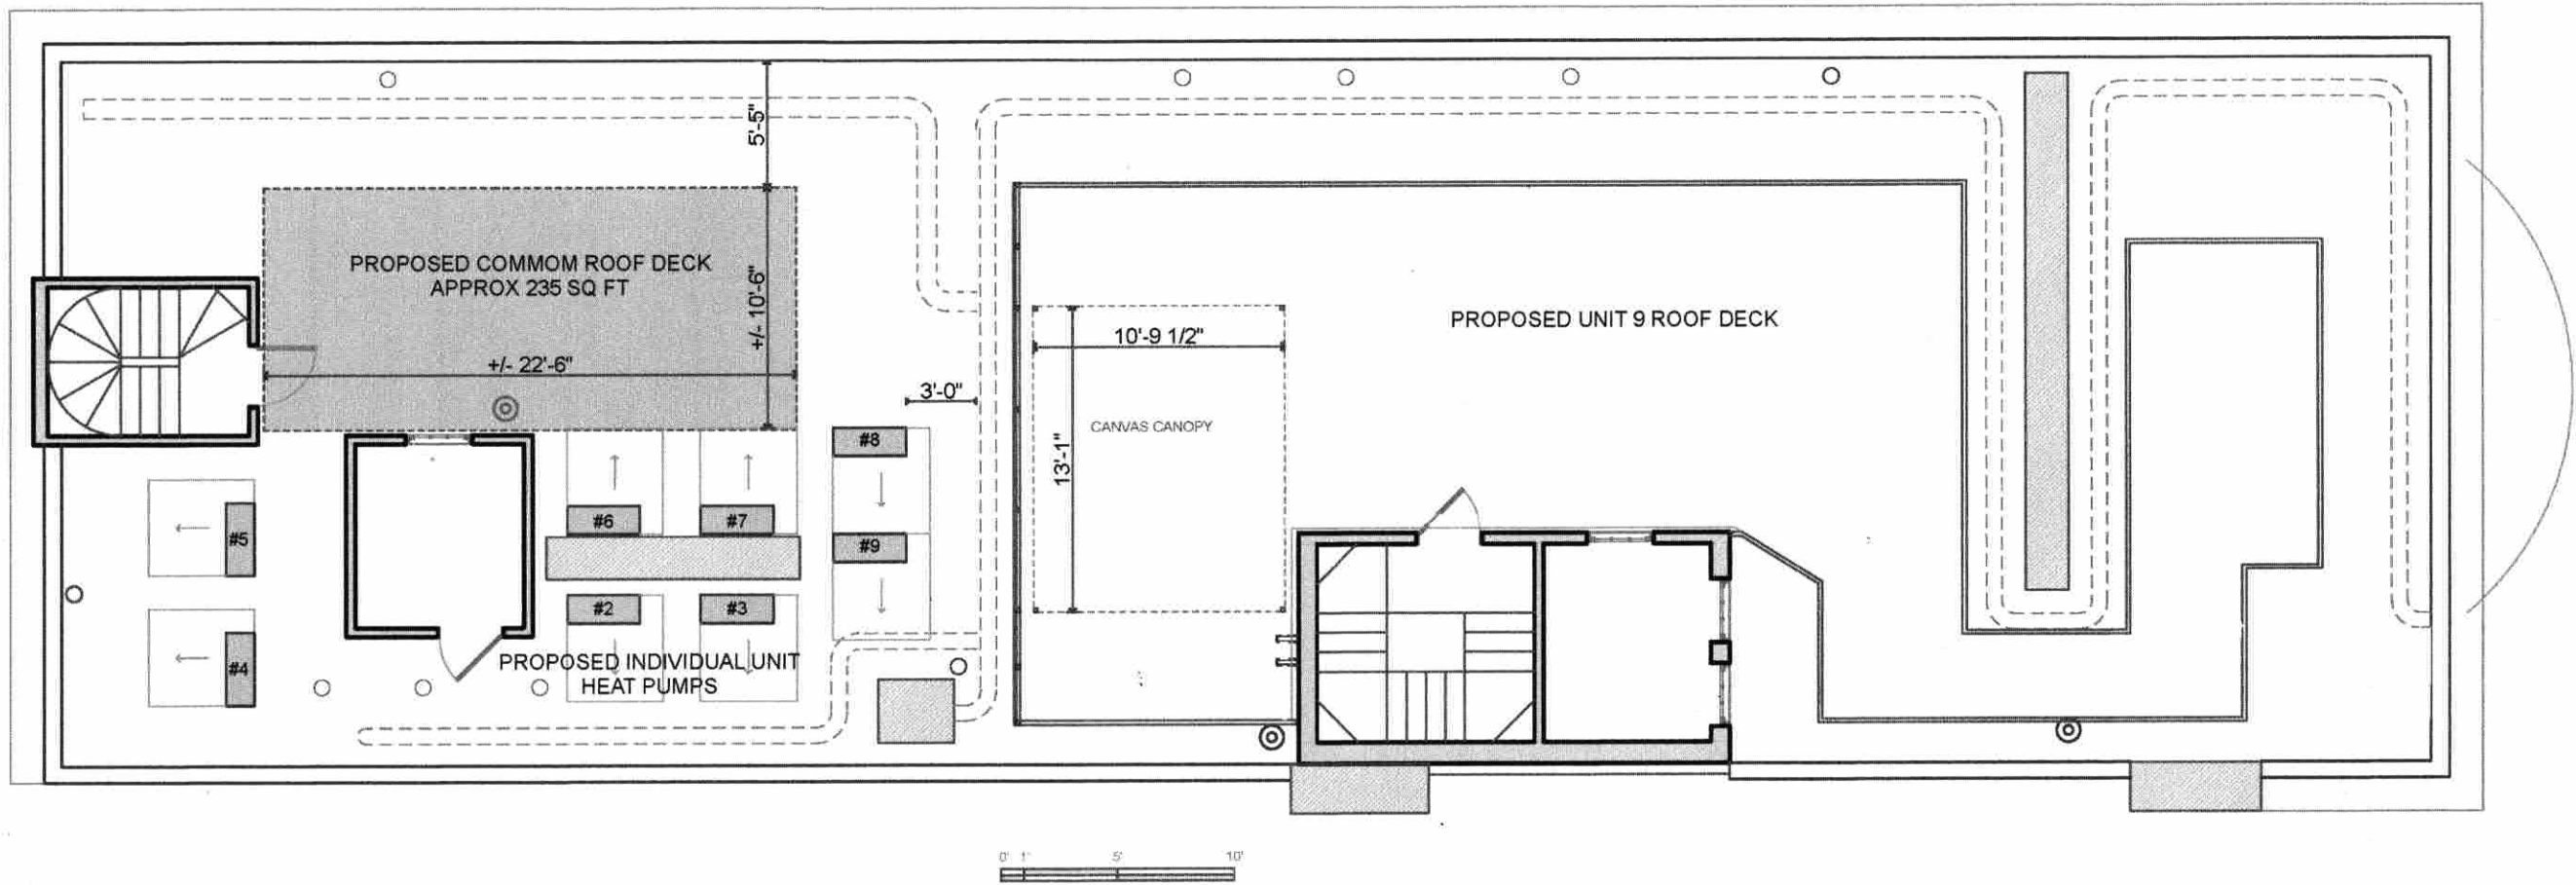 5'-5"
PROPOSED COMMOM ROOF DECK
APPROX 235 SQ FT
+/- 10'-6"
+/- 22'-6"
3'-0"
PROPOSED UNIT 9 ROOF DECK
10'-9 1/2"
13'-1"
CANVAS CANOPY
#8
#6
#7
#5
#9
#2
#3
#4
PROPOSED INDIVIDUAL UNIT
HEAT PUMPS
0' 1' 5' 10'